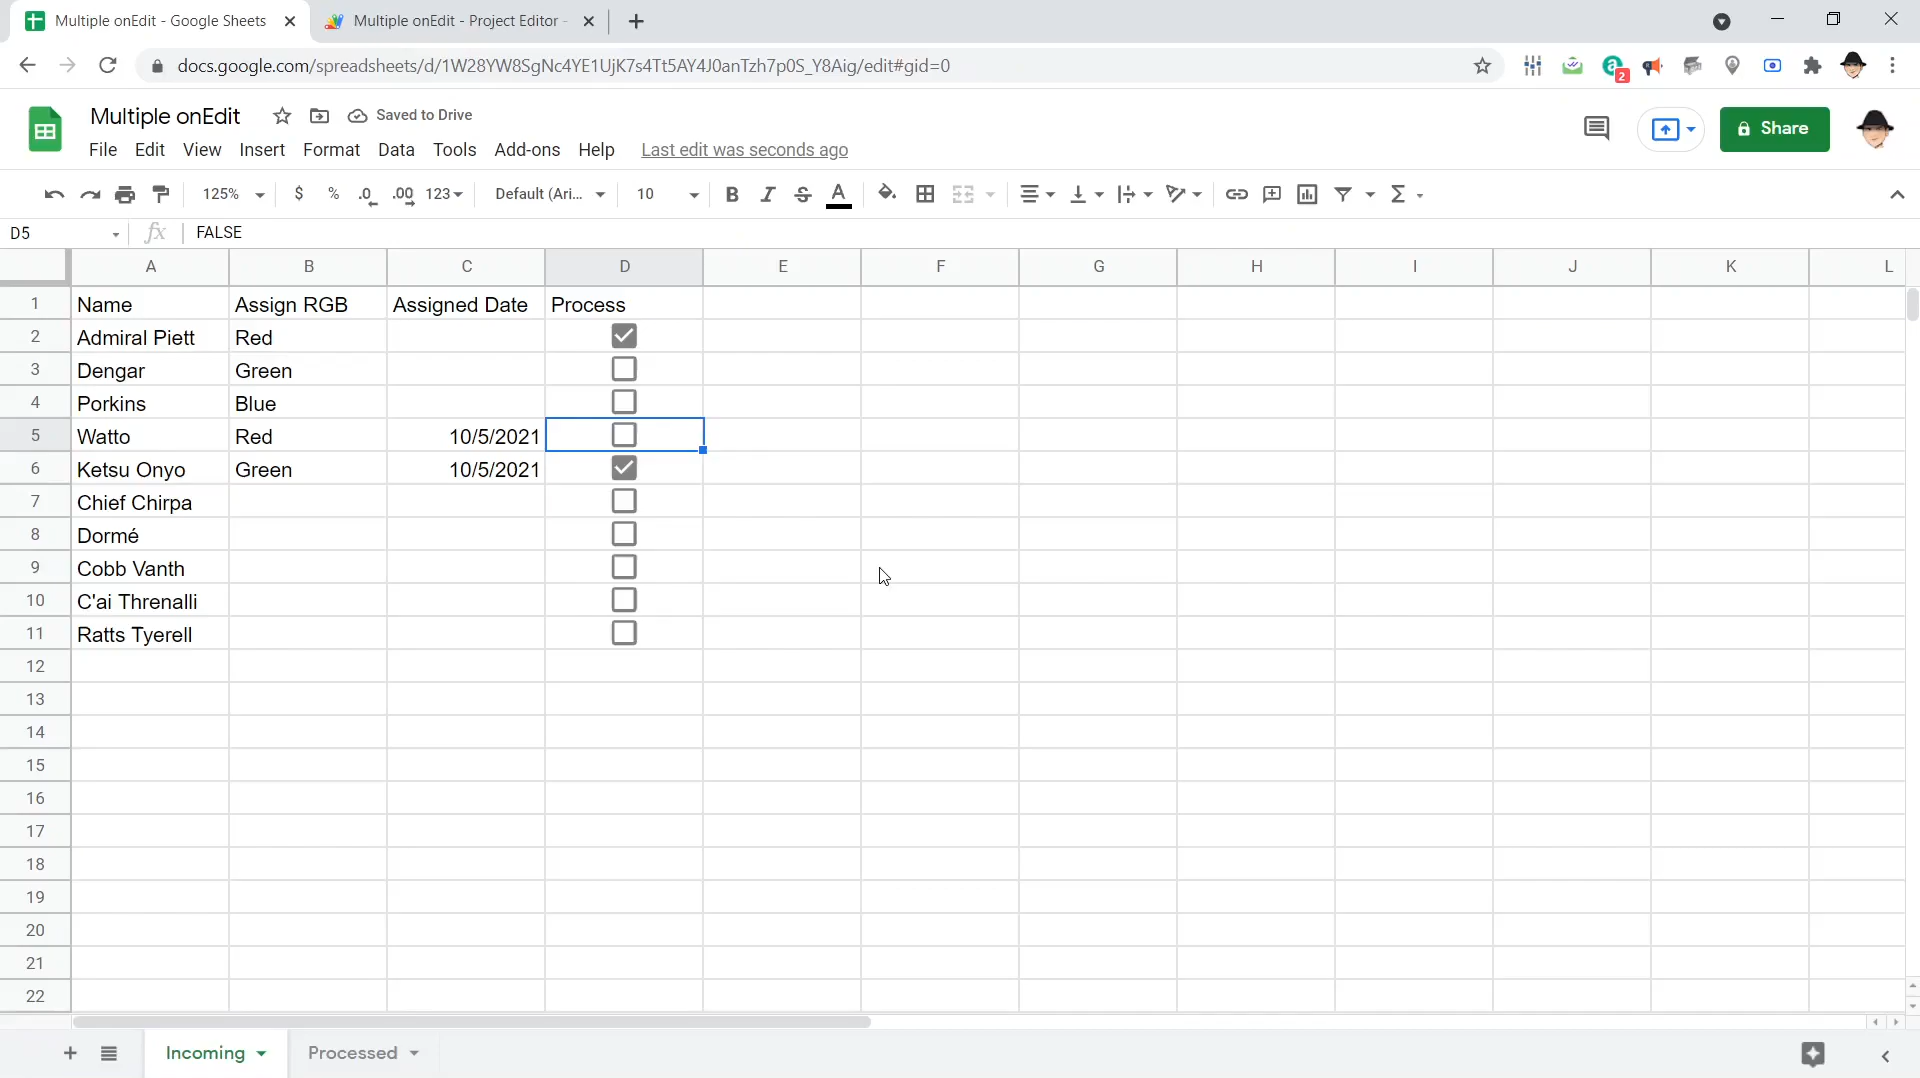 Multiple onEdit - Google Sheets
Multiple onEdit - Project Editor -
docs.google.com/spreadsheets/d/1W28YW8SgNc4YE1UjK7s4Tt5AY4J0anTzh7p0S_Y8Aig/edit#gid=0
2
Multiple onEdit
Saved to Drive
File Edit View Insert Format Data Tools Add-ons Help Last edit was seconds ago
Share
125% $ % .0 .00 123 Default (Ari... 10 B I S A Σ
D5 fx FALSE
A B C D E F G H I J K L
1 Name Assign RGB Assigned Date Process
2 Admiral Piett Red
3 Dengar Green
4 Porkins Blue
5 Watto Red 10/5/2021
6 Ketsu Onyo Green 10/5/2021
7 Chief Chirpa
8 Dormé
9 Cobb Vanth
10 C'ai Threnalli
11 Ratts Tyerell
12
13
14
15
16
17
18
19
20
21
22
Incoming Processed